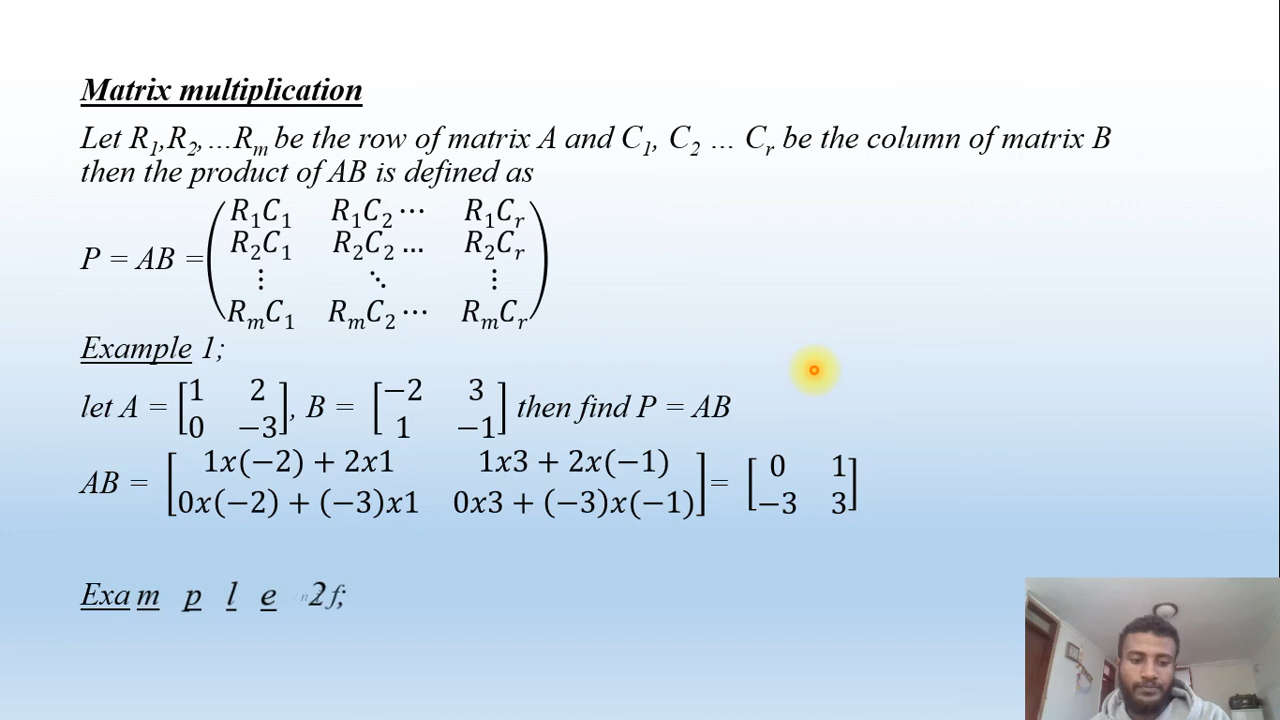 Matrix multiplication
Let R₁,R₂,…Rₘ be the row of matrix A and C₁, C₂ … Cᵣ be the column of matrix B
then the product of AB is defined as
P = AB = (R₁C₁ R₁C₂ ⋯ R₁Cᵣ
R₂C₁ R₂C₂ … R₂Cᵣ
⋮ ⋱ ⋮
RₘC₁ RₘC₂ ⋯ RₘCᵣ)
Example 1;
let A = [1 2
0 −3], B = [−2 3
1 −1] then find P = AB
AB = [1x(−2) + 2x1 1x3 + 2x(−1)
0x(−2) + (−3)x1 0x3 + (−3)x(−1)] = [0 1
−3 3]
Example 2